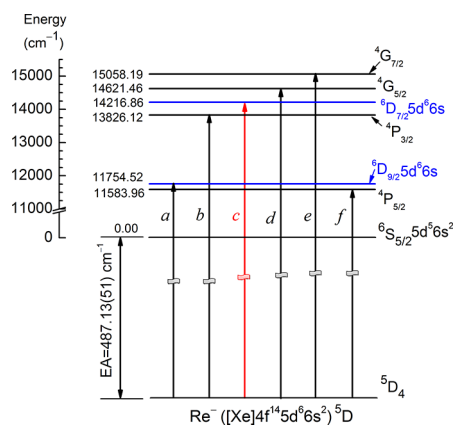 Energy
(cm⁻¹)
15000
14000
13000
12000
11000
0
15058.19
14621.46
14216.86
13826.12
11754.52
11583.96
0.00
⁴G₇/₂
⁴G₅/₂
⁶D₇/₂5d⁶6s
⁴P₃/₂
⁶D₉/₂5d⁶6s
⁴P₅/₂
⁶S₅/₂5d⁵6s²
a b c d e f
EA=487.13(51) cm⁻¹
⁵D₄
Re⁻ ([Xe]4f¹⁴5d⁶6s²) ⁵D